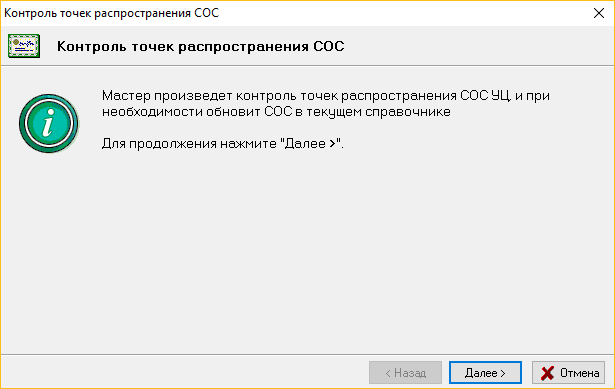 Контроль точек распространения СОС
Контроль точек распространения СОС
Мастер произведет контроль точек распространения СОС УЦ, и при
необходимости обновит СОС в текущем справочнике
Для продолжения нажмите "Далее >".
< Назад
Далее >
Отмена